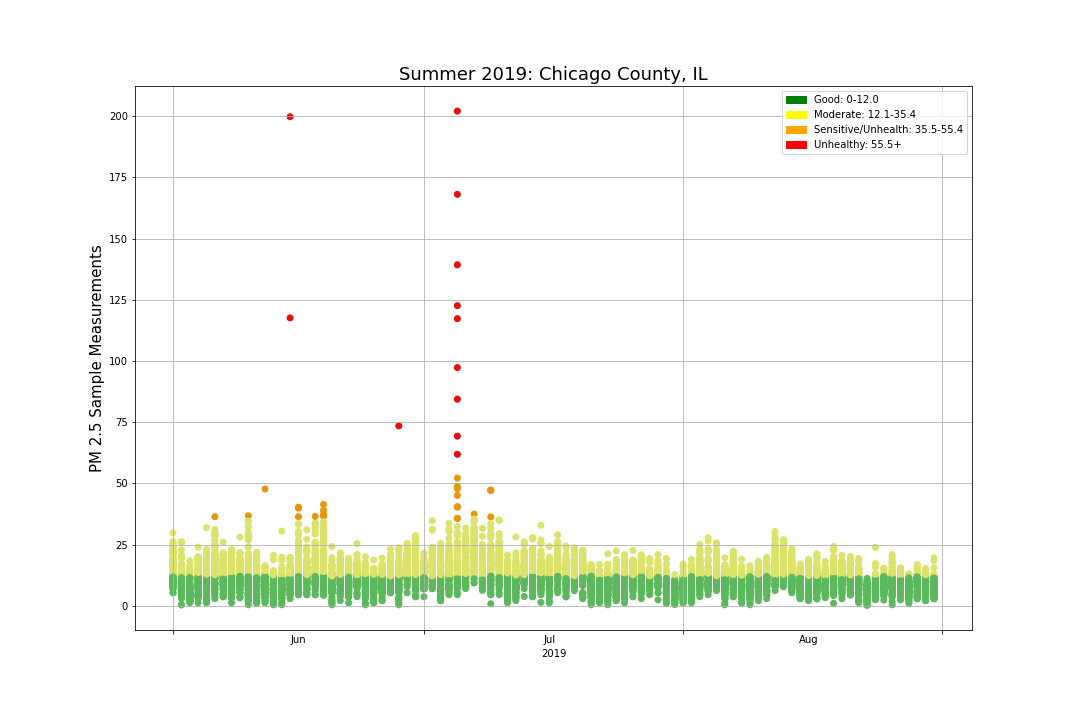 Summer 2019: Chicago County, IL
Good: 0-12.0
Moderate: 12.1-35.4
Sensitive/Unhealth: 35.5-55.4
Unhealthy: 55.5+
PM 2.5 Sample Measurements
200
175
150
125
100
75
50
25
0
Jun Jul Aug
2019